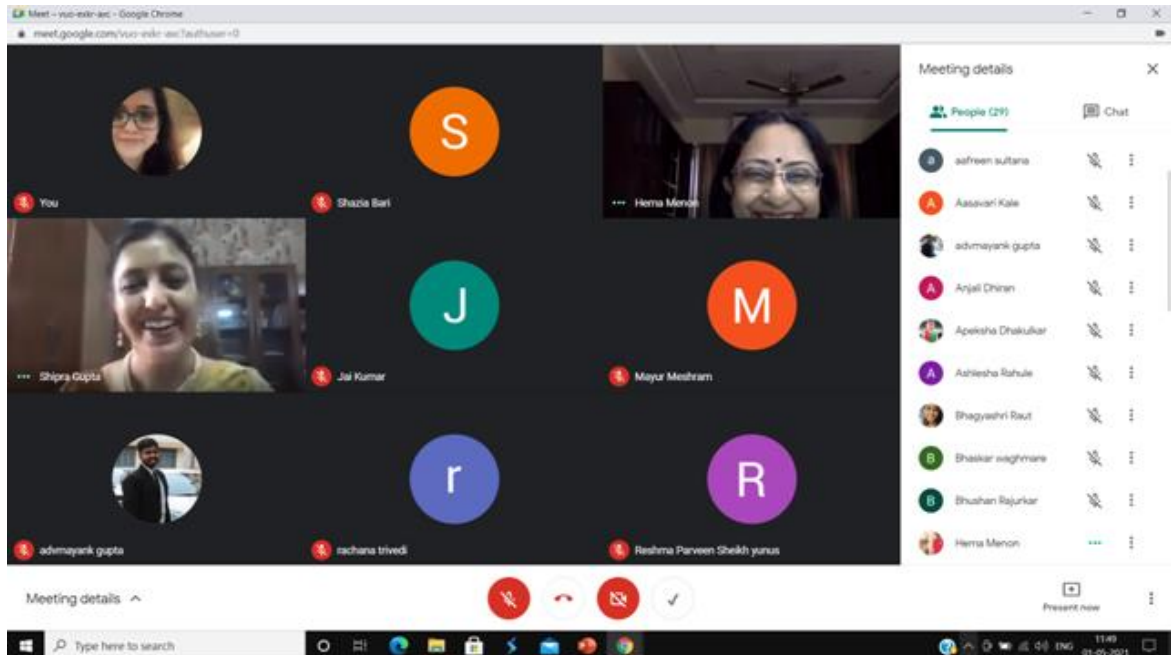 Meet – vuo-exkr-axc - Google Chrome
meet.google.com/vuo-exkr-axc?authuser=0
S
You
Shazia Bari
Hema Menon
J
M
Shipra Gupta
Jai Kumar
Mayur Meshram
r
R
advmayank gupta
rachana trivedi
Reshma Parveen Sheikh yunus
Meeting details
People (29)
Chat
a aafreen sultana
A Aasavari Kale
advmayank gupta
A Anjali Dhiran
Apeksha Dhakulkar
A Ashlesha Rahule
Bhagyashri Raut
B Bhaskar waghmare
B Bhushan Rajurkar
Hema Menon
Meeting details
Present now
Type here to search
ENG
11:49
01-05-2021